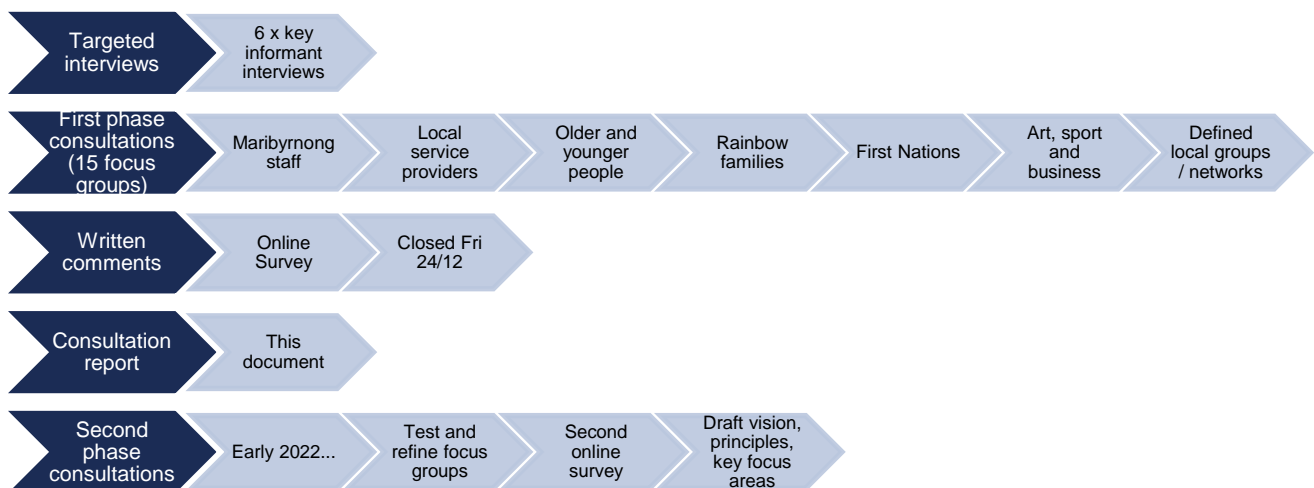 Targeted
interviews
6 x key
informant
interviews
First phase
consultations
(15 focus
groups)
Maribyrnong
staff
Local
service
providers
Older and
younger
people
Rainbow
families
First Nations
Art, sport
and
business
Defined
local groups
/ networks
Written
comments
Online
Survey
Closed Fri
24/12
Consultation
report
This
document
Second
phase
consultations
Early 2022...
Test and
refine focus
groups
Second
online
survey
Draft vision,
principles,
key focus
areas